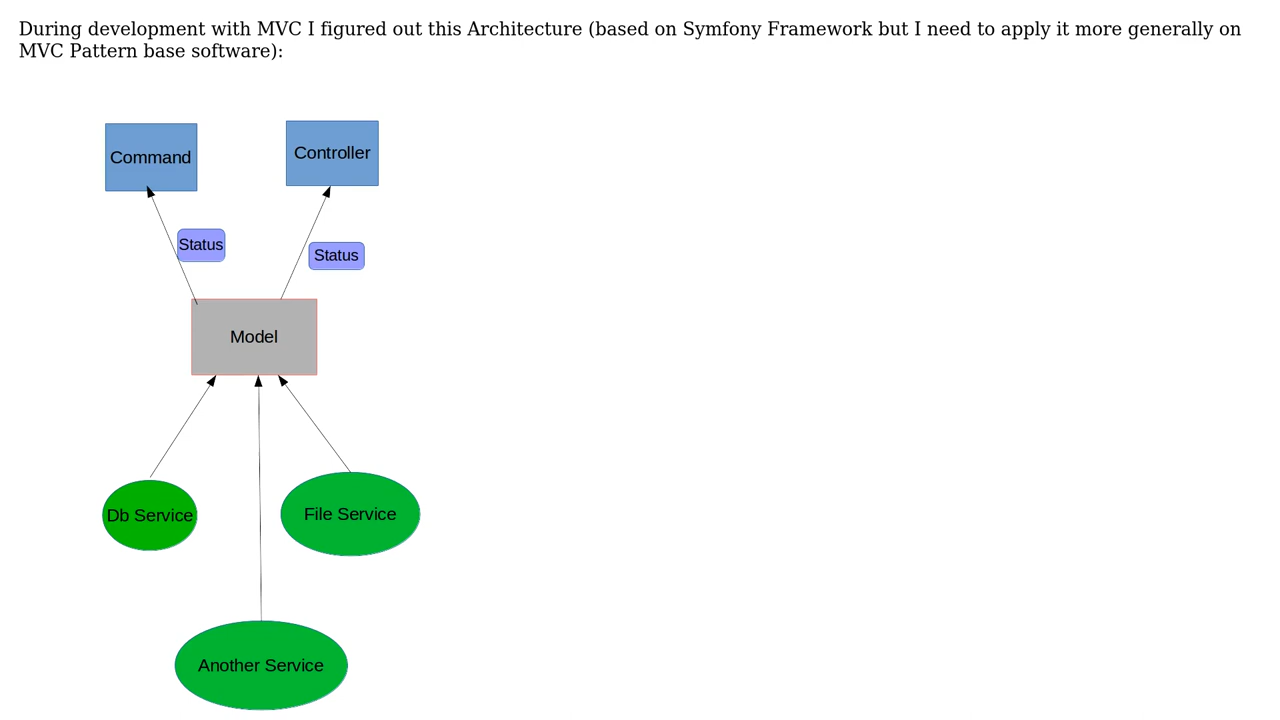 During development with MVC I figured out this Architecture (based on Symfony Framework but I need to apply it more generally on
MVC Pattern base software):
Command
Controller
Status
Status
Model
Db Service
File Service
Another Service